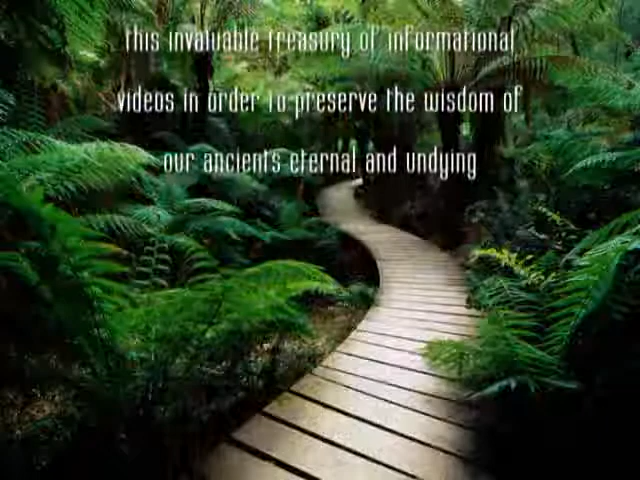 this invaluable treasury of informational
videos in order to preserve the wisdom of
our ancients eternal and undying